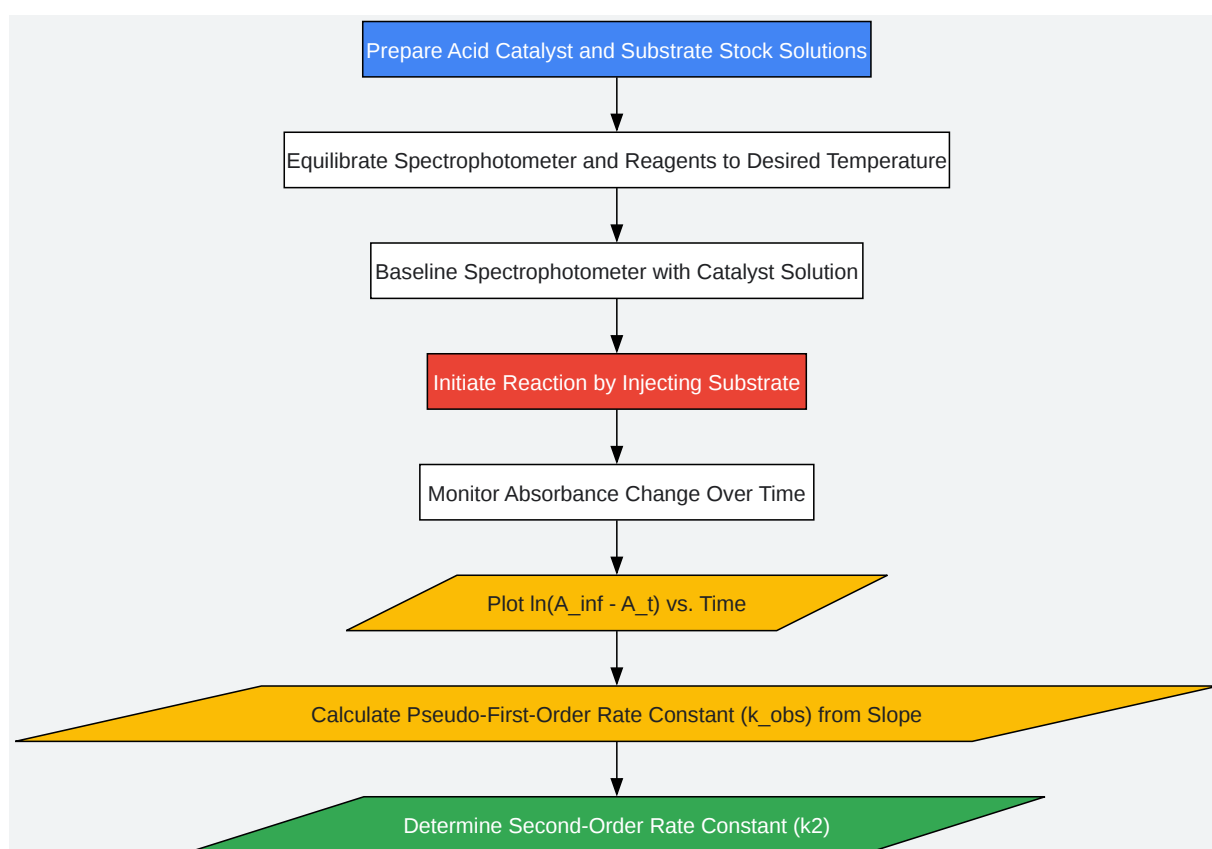 Prepare Acid Catalyst and Substrate Stock Solutions
Equilibrate Spectrophotometer and Reagents to Desired Temperature
Baseline Spectrophotometer with Catalyst Solution
Initiate Reaction by Injecting Substrate
Monitor Absorbance Change Over Time
Plot ln(A_inf - A_t) vs. Time
Calculate Pseudo-First-Order Rate Constant (k_obs) from Slope
Determine Second-Order Rate Constant (k2)